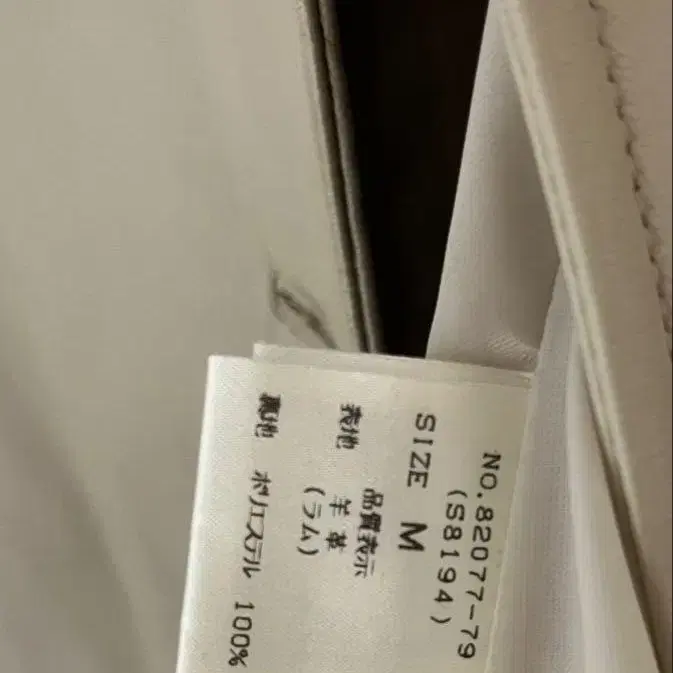 NO.82077-79
(S8194)
SIZE M
品質表示
表地 羊革
(ラム)
裏地 ポリエステル 100%